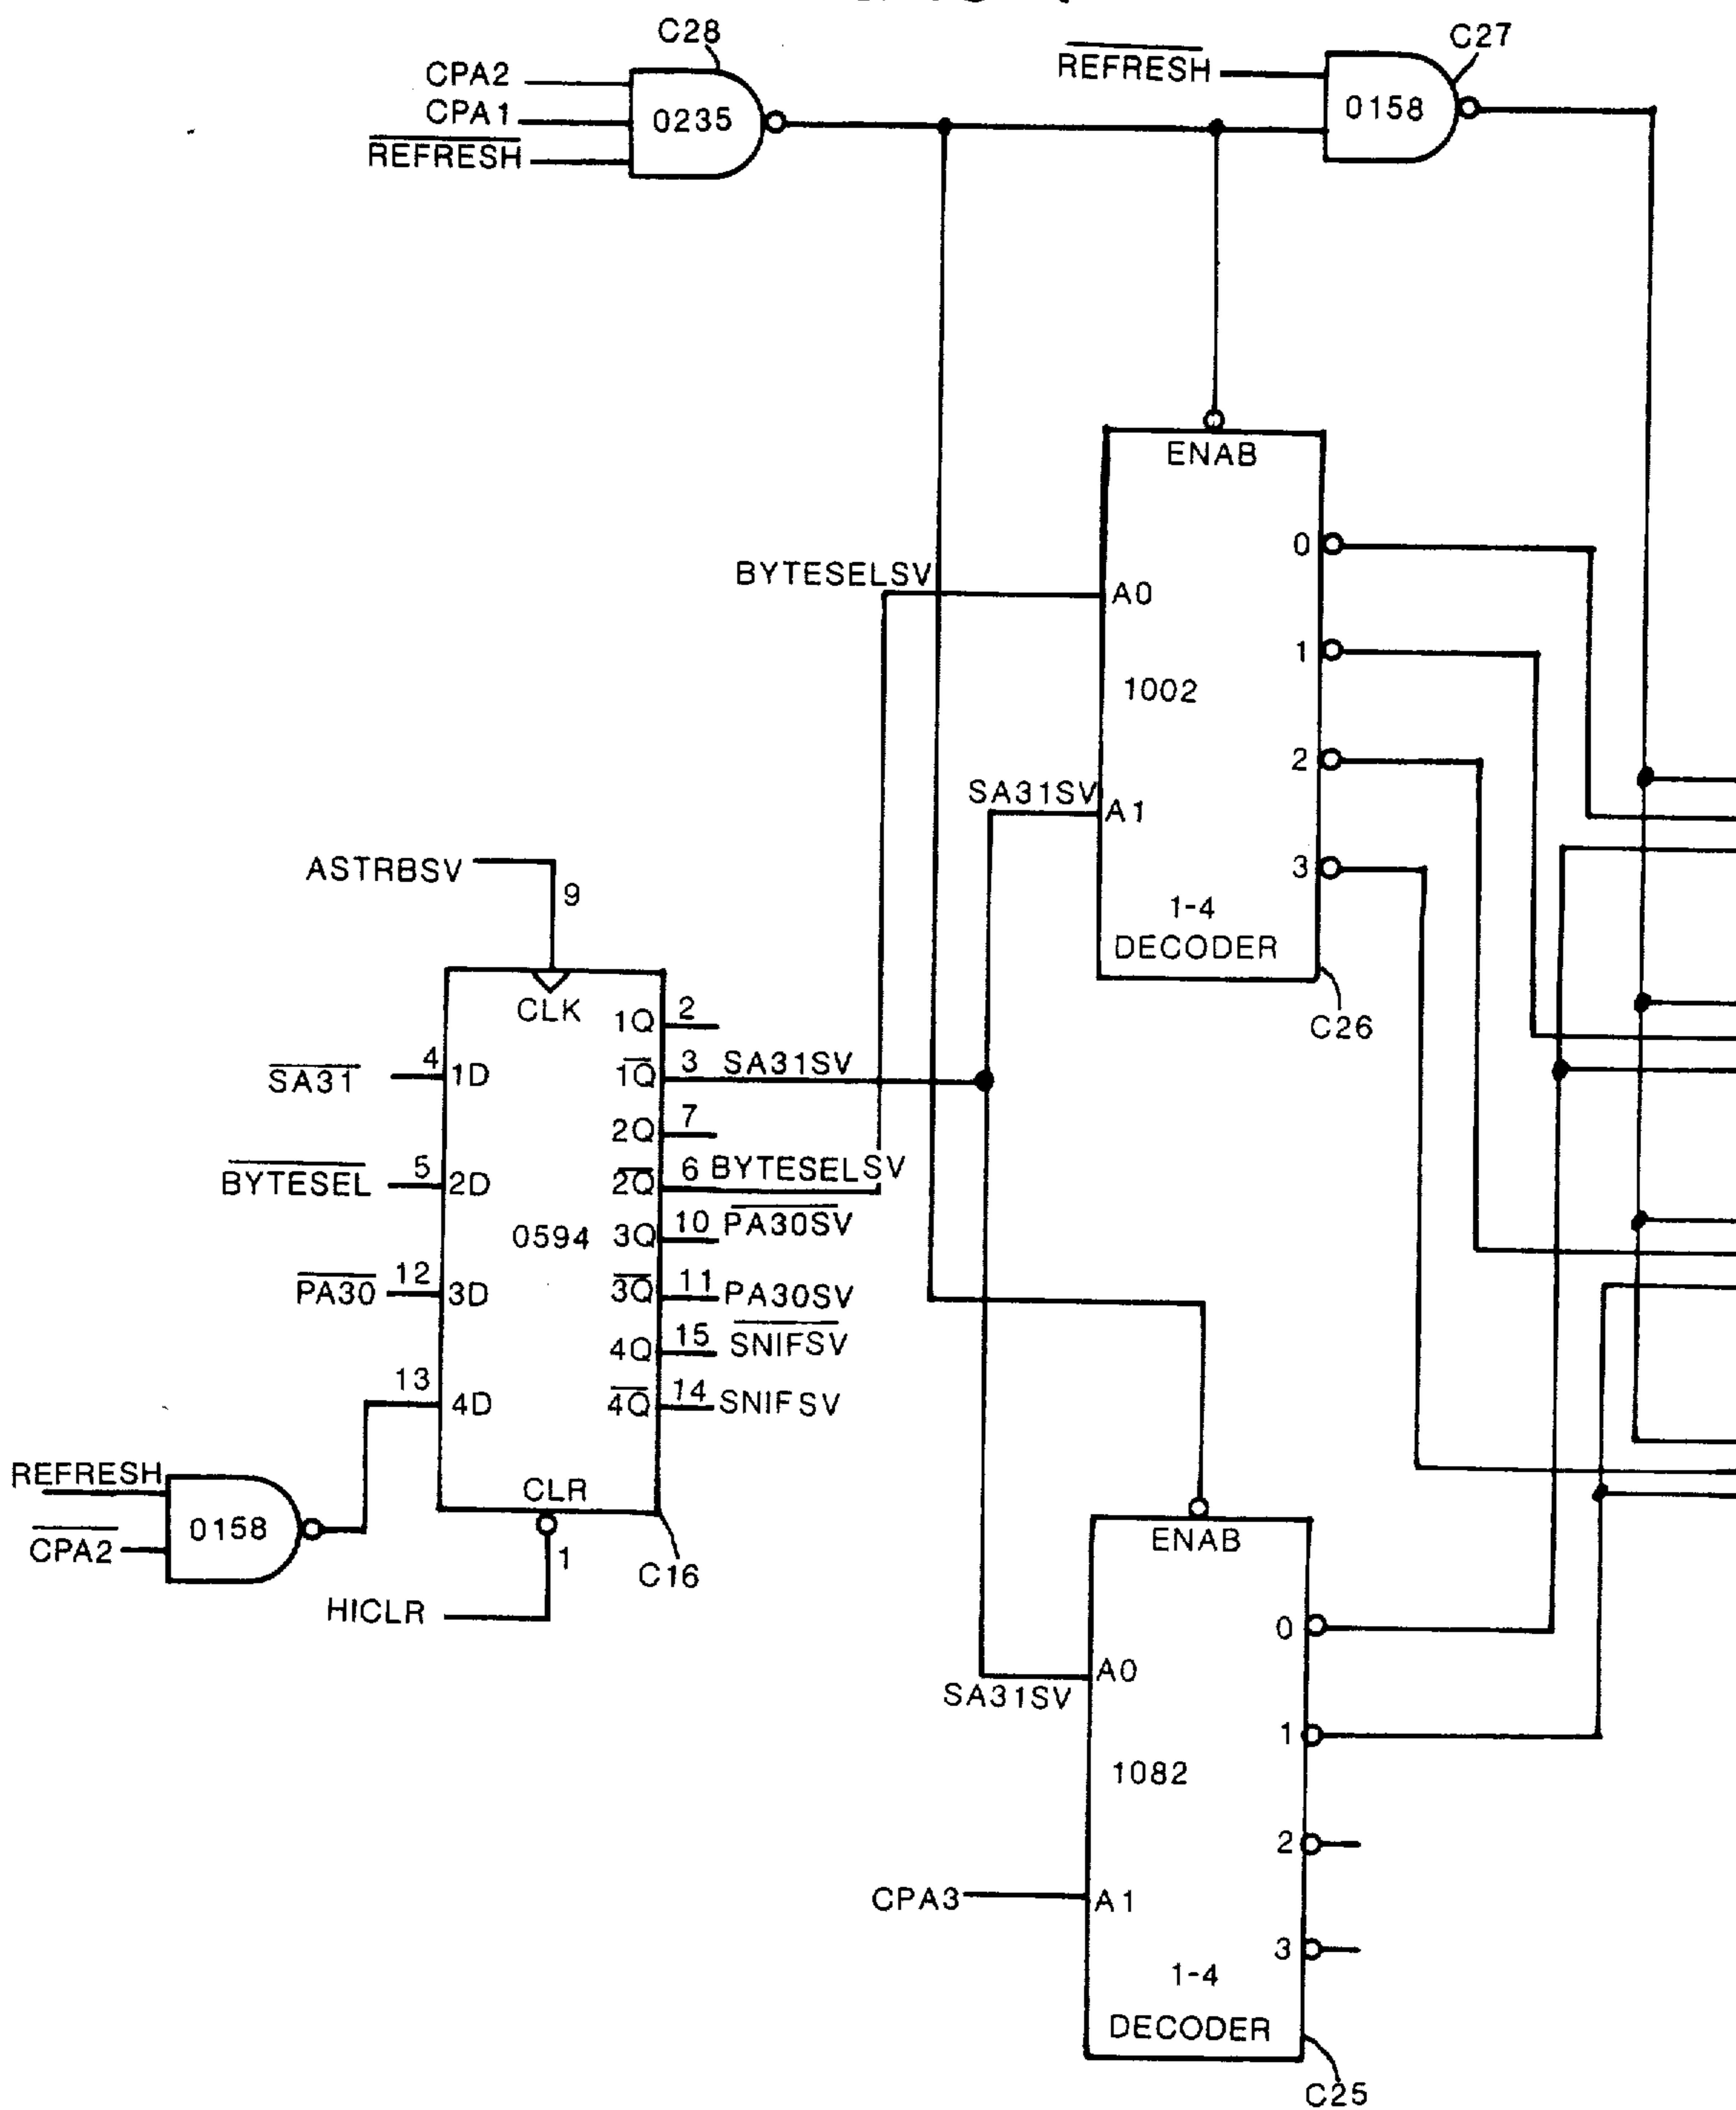 C28
C27
CPA2
REFRESH
CPA1
0235
0158
REFRESH
ENAB
0
BYTESELSV
A0
1
1002
2
SA31SV
A1
3
ASTRBSV
9
1-4
DECODER
CLK
C26
1Q
2
4
SA31
1D
1Q
3
SA31SV
2Q
7
5
BYTESEL
2D
2Q
6
BYTESELSV
0594
3Q
10
PA30SV
12
PA30
3D
3Q
11
PA30SV
4Q
15
SNIFSV
13
4D
4Q
14
SNIFSV
REFRESH
CLR
0158
CPA2
1
C16
ENAB
HICLR
0
A0
SA31SV
1
1082
2
CPA3
A1
3
1-4
DECODER
C25